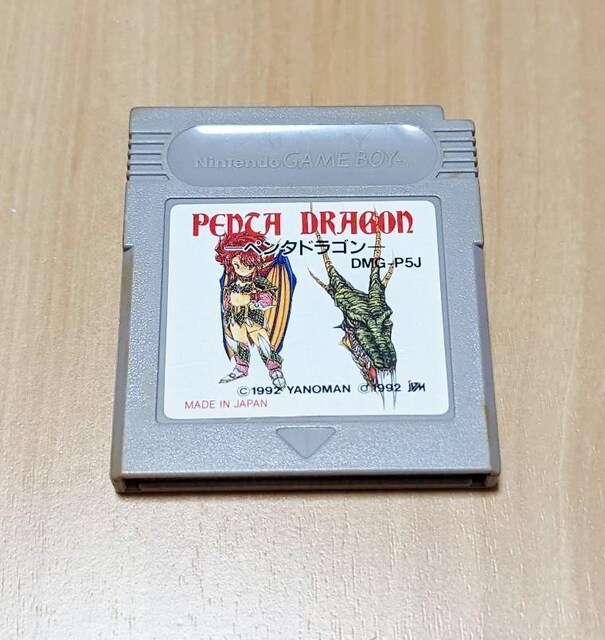 Nintendo GAME BOY
PENTA DRAGON
ーペンタドラゴンー
DMG-P5J
©1992 YANOMAN ©1992
MADE IN JAPAN